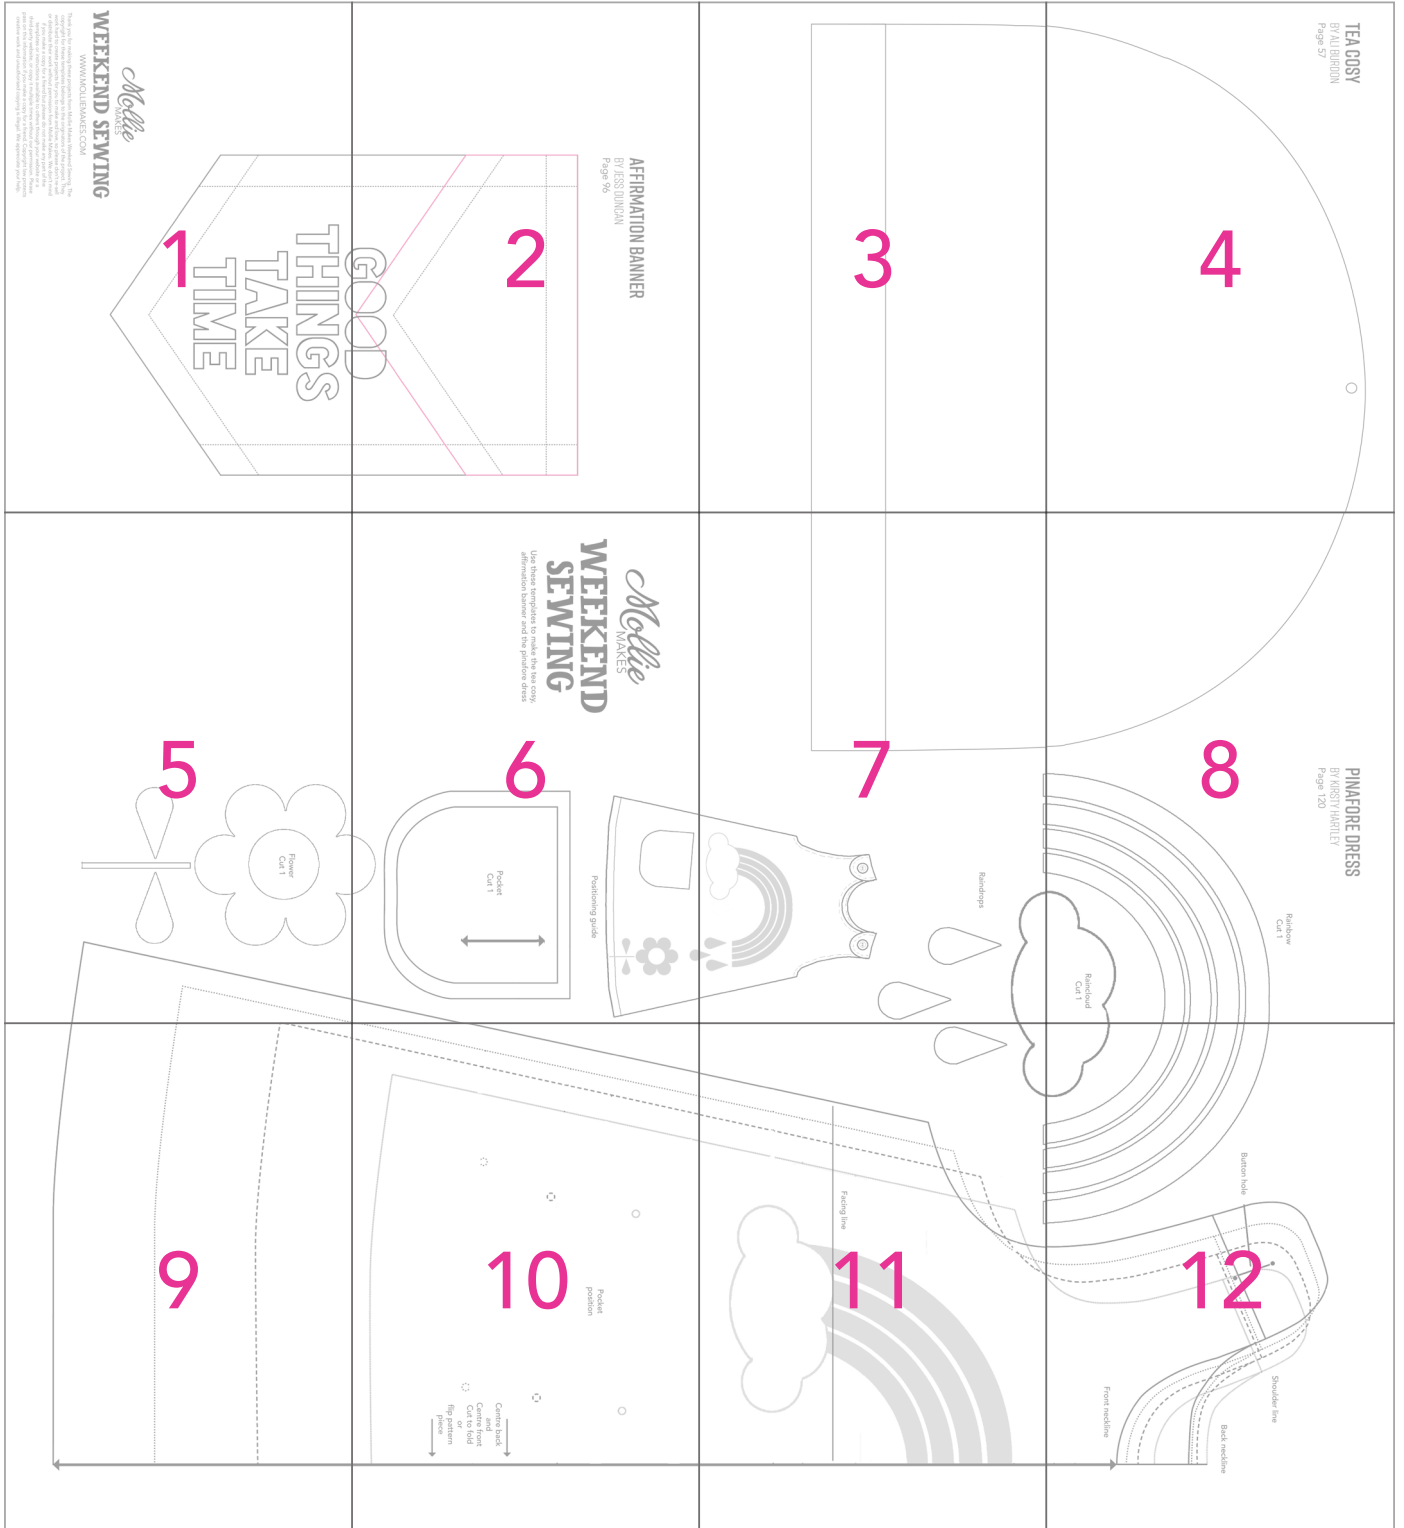 TEA COSY
BY ALI BURDON
Page 57
AFFIRMATION BANNER
BY JESS DUNCAN
Page 96
GOOD
THINGS
TAKE
TIME
Mollie
MAKES
WEEKEND SEWING
WWW.MOLLIEMAKES.COM
1
2
3
4
Mollie
MAKES
WEEKEND
SEWING
Use these templates to make the tea cosy,
affirmation banner and the pinafore dress
PINAFORE DRESS
BY KIRSTY HARTLEY
Page 120
5
6
7
8
Flower
Cut 1
Pocket
Cut 1
Positioning guide
Raindrops
Raincloud
Cut 1
Rainbow
Cut 1
9
10
11
12
Facing line
Pocket
position
Button hole
Shoulder line
Front neckline
Back neckline
Centre back
and
Centre front
Cut to fold
or
flip pattern
piece